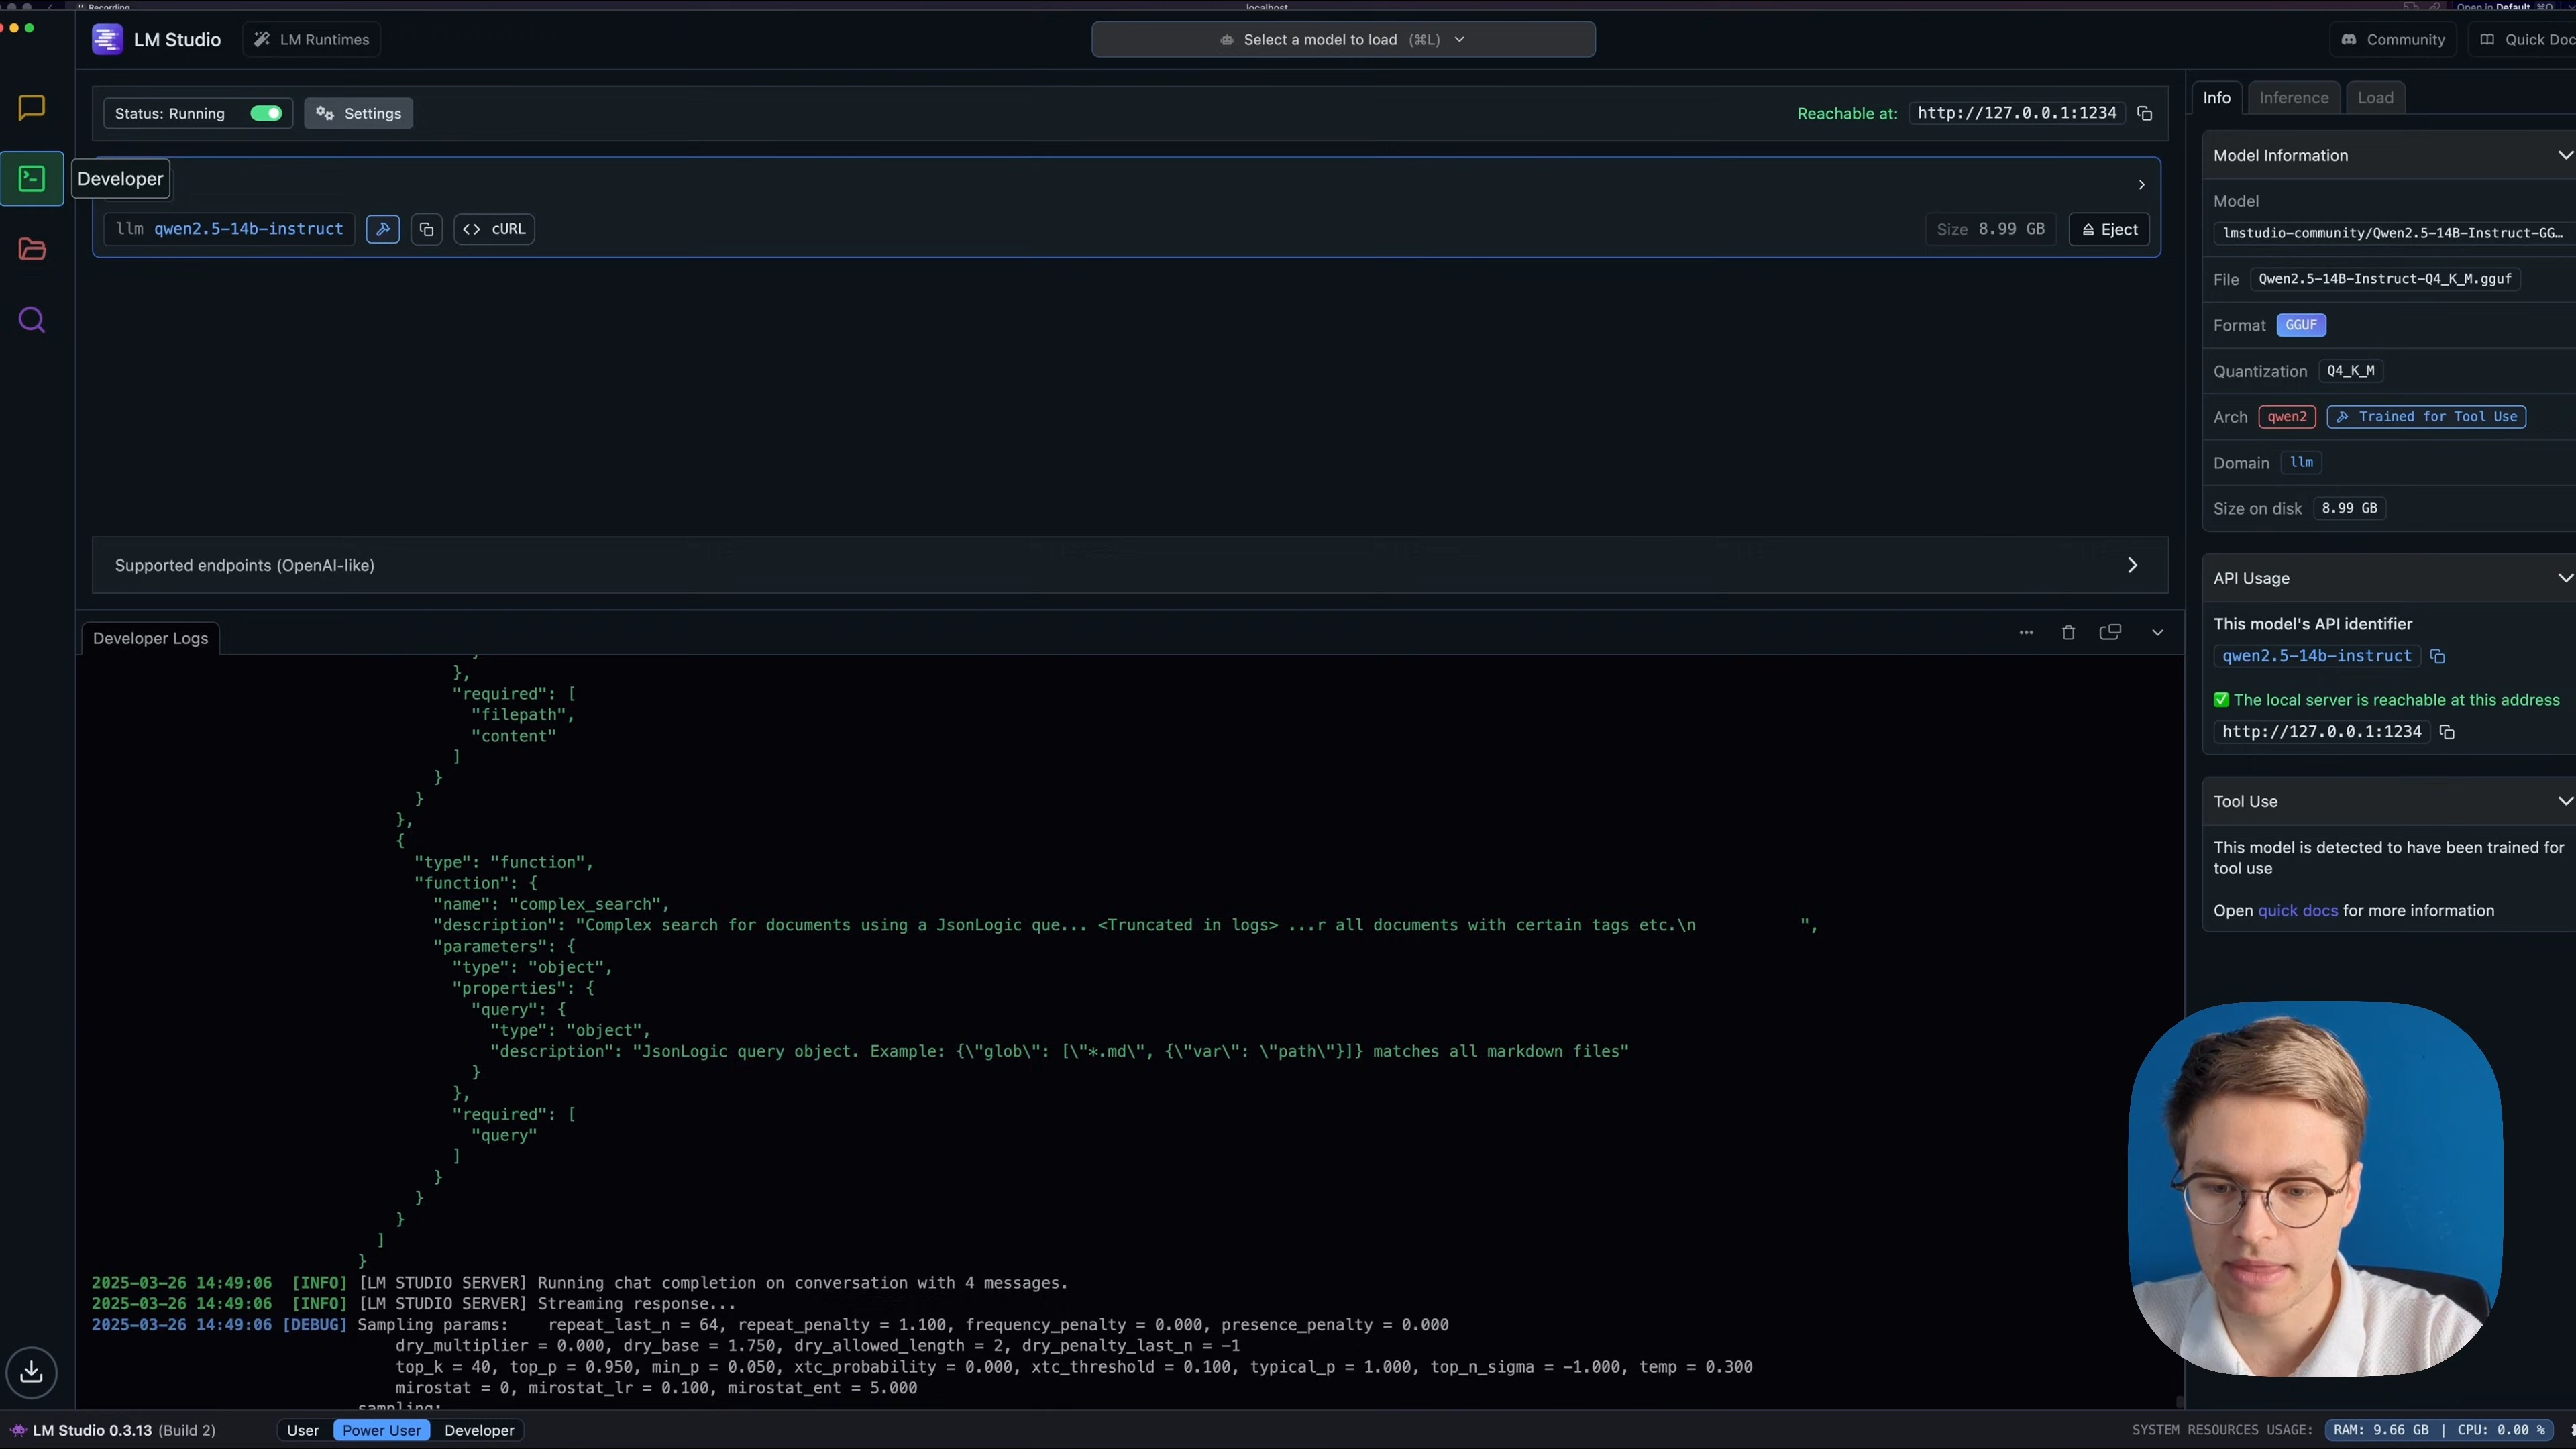 Recording
localhost
Open in Default
LM Studio
LM Runtimes
Select a model to load (⌘L)
Community
Quick Doc
Status: Running
Settings
Reachable at: http://127.0.0.1:1234
Developer
llm qwen2.5-14b-instruct
cURL
Size 8.99 GB
Eject
Supported endpoints (OpenAI-like)
Developer Logs
},
"required": [
"filepath",
"content"
]
}
}
},
{
"type": "function",
"function": {
"name": "complex_search",
"description": "Complex search for documents using a JsonLogic que... <Truncated in logs> ...r all documents with certain tags etc.\n           ",
"parameters": {
"type": "object",
"properties": {
"query": {
"type": "object",
"description": "JsonLogic query object. Example: {\"glob\": [\"*.md\", {\"var\": \"path\"}]} matches all markdown files"
}
},
"required": [
"query"
]
}
}
}
]
}
2025-03-26 14:49:06 [INFO] [LM STUDIO SERVER] Running chat completion on conversation with 4 messages.
2025-03-26 14:49:06 [INFO] [LM STUDIO SERVER] Streaming response...
2025-03-26 14:49:06 [DEBUG] Sampling params: repeat_last_n = 64, repeat_penalty = 1.100, frequency_penalty = 0.000, presence_penalty = 0.000
dry_multiplier = 0.000, dry_base = 1.750, dry_allowed_length = 2, dry_penalty_last_n = -1
top_k = 40, top_p = 0.950, min_p = 0.050, xtc_probability = 0.000, xtc_threshold = 0.100, typical_p = 1.000, top_n_sigma = -1.000, temp = 0.300
mirostat = 0, mirostat_lr = 0.100, mirostat_ent = 5.000
sampling:
Info
Inference
Load
Model Information
Model
lmstudio-community/Qwen2.5-14B-Instruct-GG...
File Qwen2.5-14B-Instruct-Q4_K_M.gguf
Format GGUF
Quantization Q4_K_M
Arch qwen2 Trained for Tool Use
Domain llm
Size on disk 8.99 GB
API Usage
This model's API identifier
qwen2.5-14b-instruct
✅ The local server is reachable at this address
http://127.0.0.1:1234
Tool Use
This model is detected to have been trained for
tool use
Open quick docs for more information
LM Studio 0.3.13 (Build 2)
User
Power User
Developer
SYSTEM RESOURCES USAGE: RAM: 9.66 GB | CPU: 0.00 %